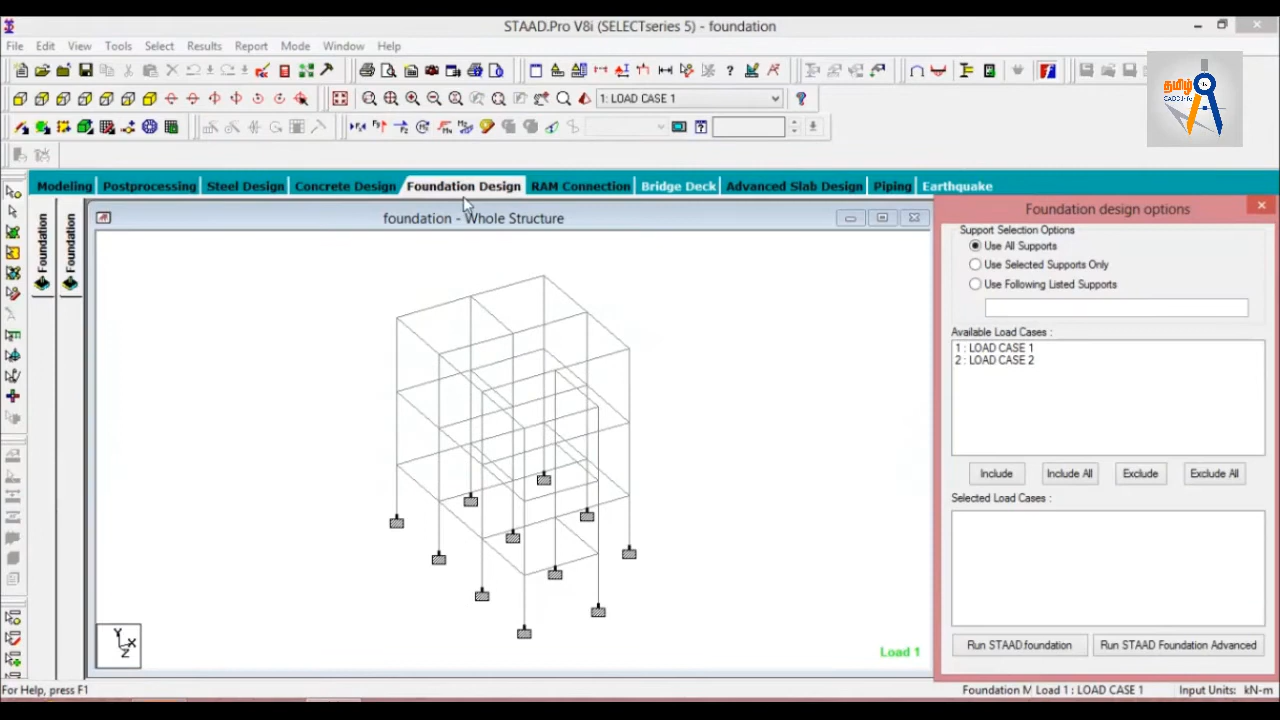 STAAD.Pro V8i (SELECTseries 5) - foundation
File Edit View Tools Select Results Report Mode Window Help
தமிழ்
1: LOAD CASE 1
Modeling Postprocessing Steel Design Concrete Design Foundation Design RAM Connection Bridge Deck Advanced Slab Design Piping Earthquake
Foundation
Foundation
foundation - Whole Structure
Foundation design options
Support Selection Options
Use All Supports
Use Selected Supports Only
Use Following Listed Supports
Available Load Cases :
1 : LOAD CASE 1
2 : LOAD CASE 2
Include Include All Exclude Exclude All
Selected Load Cases :
Run STAAD.foundation Run STAAD Foundation Advanced
Y
X
Z
Load 1
For Help, press F1
Foundation M Load 1 : LOAD CASE 1 Input Units: kN-m